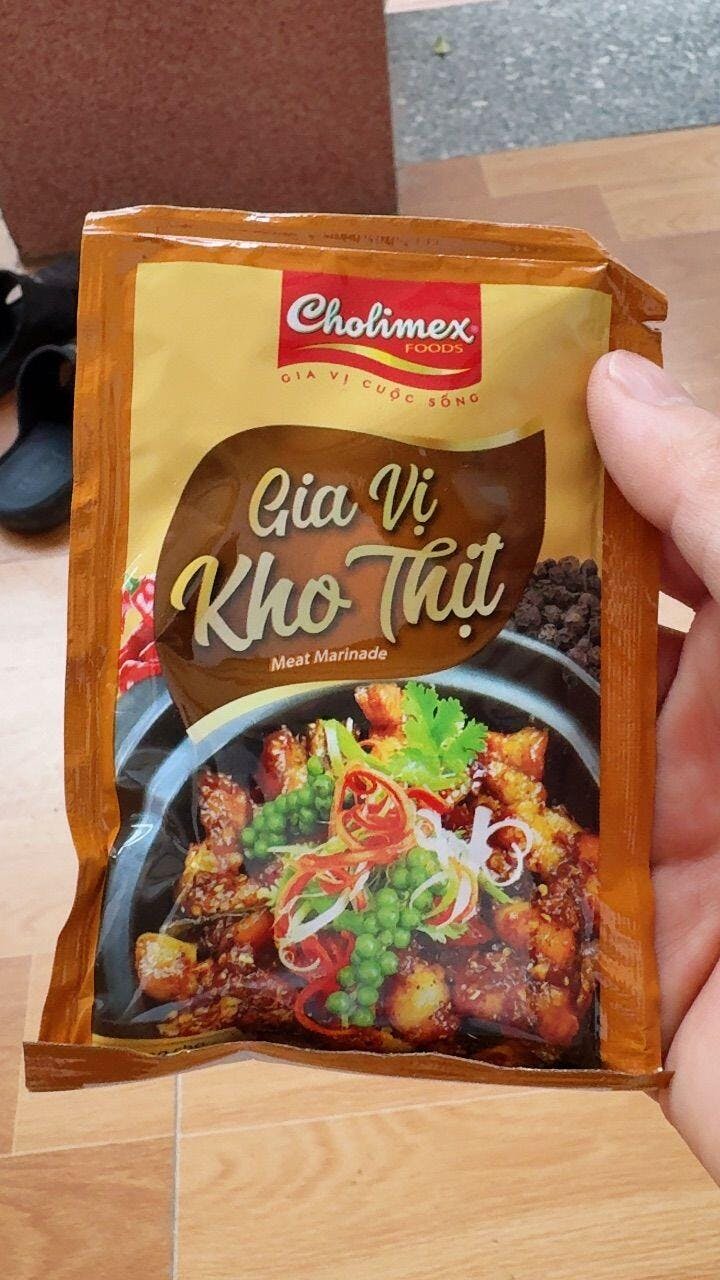 Cholimex
FOODS
GIA VỊ CUỘC SỐNG
Gia Vị
Kho Thịt
Meat Marinade